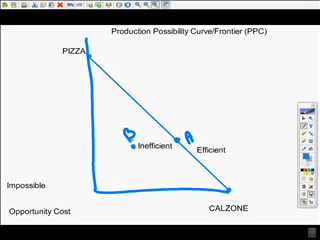 Production Possibility Curve/Frontier (PPC)
PIZZA
B
A
Inefficient
Efficient
Impossible
Opportunity Cost
CALZONE